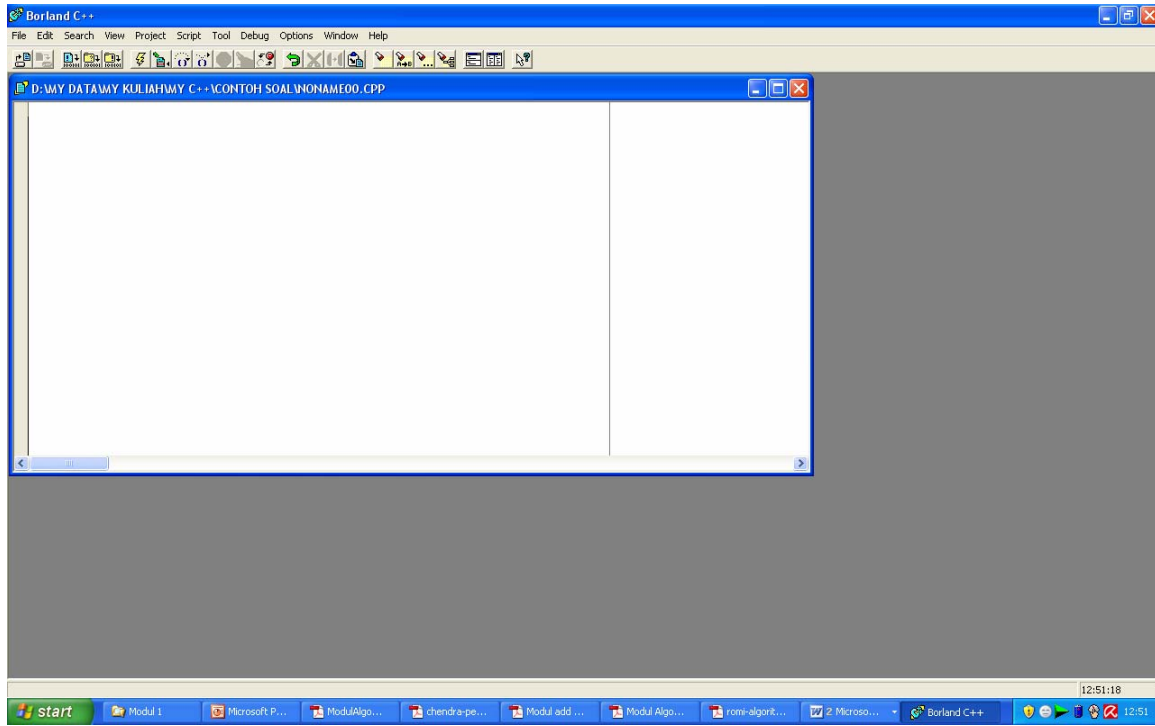 Borland C++
File Edit Search View Project Script Tool Debug Options Window Help
D:\MY DATA\MY KULIAH\MY C++\CONTOH SOAL\NONAME00.CPP
12:51:18
start Modul 1 Microsoft P... ModulAlgo... chendra-pe... Modul add ... Modul Algo... romi-algorit... 2 Microso... Borland C++ 12:51